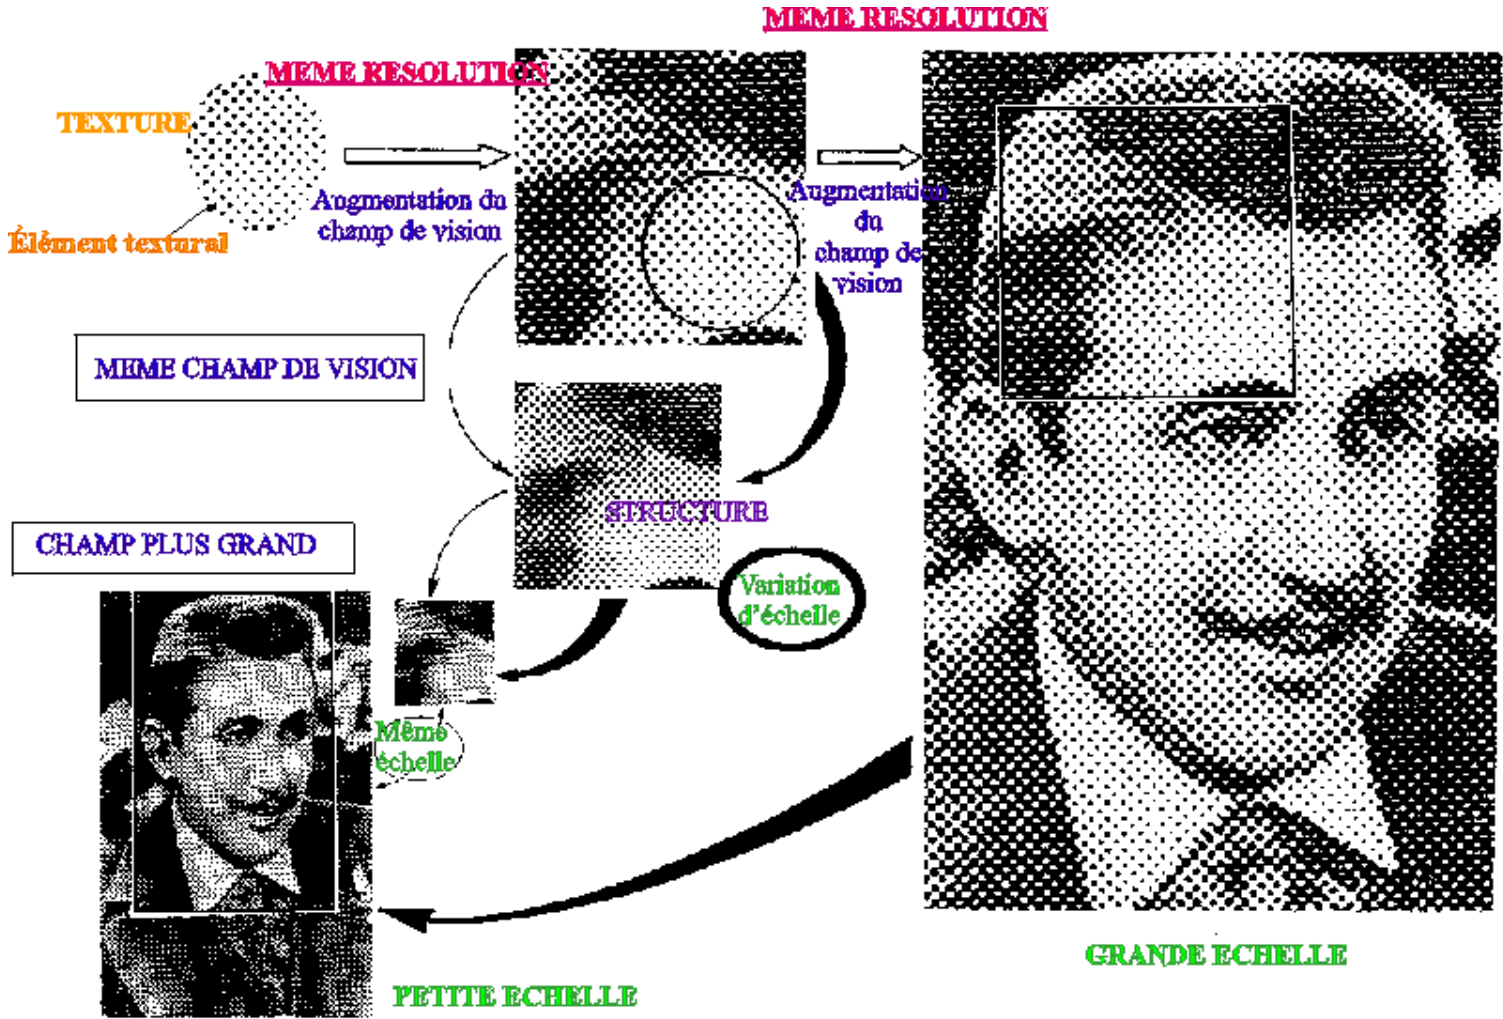 MEME RESOLUTION
MEME RESOLUTION
TEXTURE
Élément textural
Augmentation du
champ de vision
Augmentation
du
champ de
vision
MEME CHAMP DE VISION
STRUCTURE
CHAMP PLUS GRAND
Variation
d'échelle
Même
échelle
GRANDE ECHELLE
PETITE ECHELLE